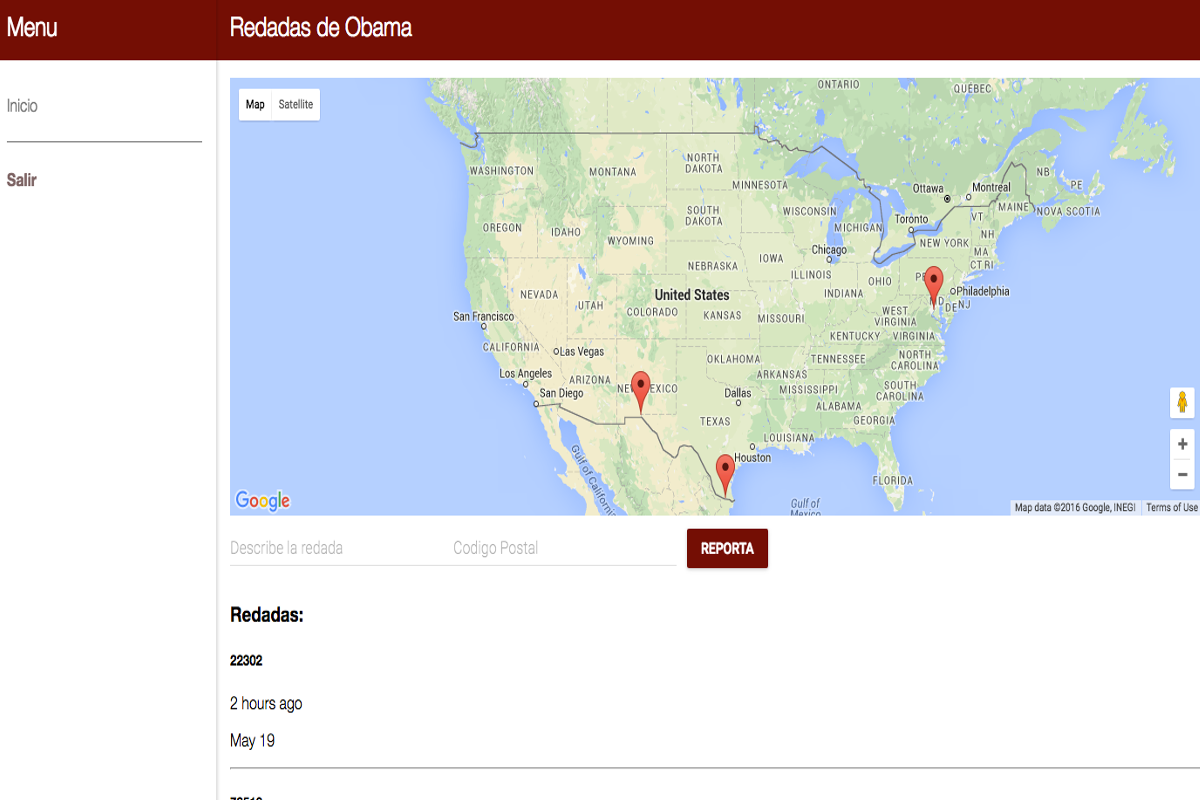 Menu
Redadas de Obama
Inicio
Salir
Map
Satellite
ONTARIO
QUEBEC
WASHINGTON
MONTANA
NORTH
DAKOTA
MINNESOTA
Ottawa
Montreal
NB
PE
MAINE
NOVA SCOTIA
OREGON
IDAHO
WYOMING
SOUTH
DAKOTA
WISCONSIN
MICHIGAN
Toronto
VT
NH
NEW YORK
MA
CT RI
Chicago
IOWA
NEBRASKA
ILLINOIS
INDIANA
OHIO
Philadelphia
MD
DE
NJ
NEVADA
UTAH
United States
COLORADO
KANSAS
MISSOURI
WEST
VIRGINIA
KENTUCKY
VIRGINIA
San Francisco
CALIFORNIA
Las Vegas
OKLAHOMA
TENNESSEE
NORTH
CAROLINA
Los Angeles
ARIZONA
ARKANSAS
MISSISSIPPI
SOUTH
CAROLINA
San Diego
Dallas
ALABAMA
TEXAS
GEORGIA
LOUISIANA
Houston
Gulf of California
FLORIDA
Gulf of
Mexico
Google
Map data ©2016 Google, INEGI
Terms of Use
Describe la redada
Codigo Postal
REPORTA
Redadas:
22302
2 hours ago
May 19